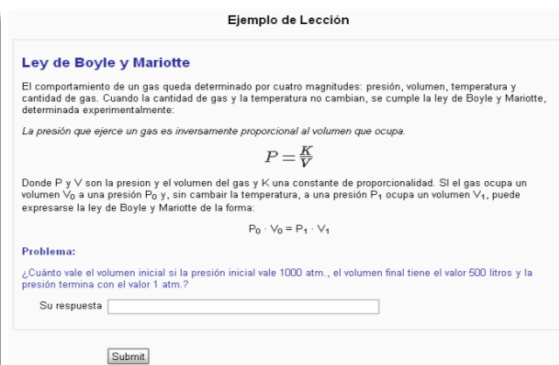 Ejemplo de Lección
Ley de Boyle y Mariotte
El comportamiento de un gas queda determinado por cuatro magnitudes: presión, volumen, temperatura y
cantidad de gas. Cuando la cantidad de gas y la temperatura no cambian, se cumple la ley de Boyle y Mariotte,
determinada experimentalmente:
La presión que ejerce un gas es inversamente proporcional al volumen que ocupa.
P = K/V
Donde P y V son la presion y el volumen del gas y K una constante de proporcionalidad. SI el gas ocupa un
volumen V₀ a una presión P₀ y, sin cambair la temperatura, a una presión P₁ ocupa un volumen V₁, puede
expresarse la ley de Boyle y Mariotte de la forma:
P₀ · V₀ = P₁ · V₁
Problema:
¿Cuánto vale el volumen inicial si la presión inicial vale 1000 atm., el volumen final tiene el valor 500 litros y la
presión termina con el valor 1 atm.?
Su respuesta
Submit